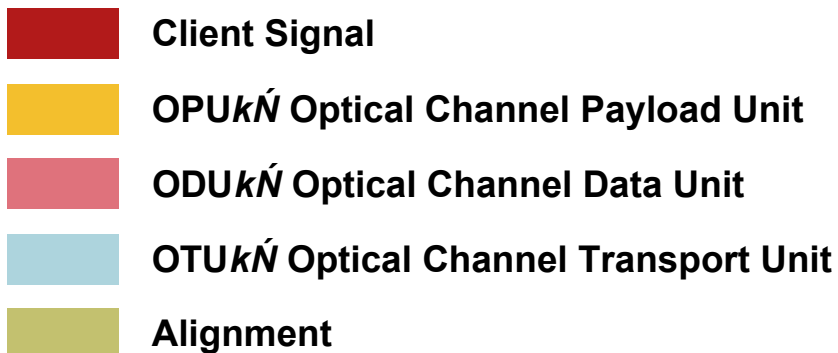 Client Signal
OPUkŃ Optical Channel Payload Unit
ODUkŃ Optical Channel Data Unit
OTUkŃ Optical Channel Transport Unit
Alignment